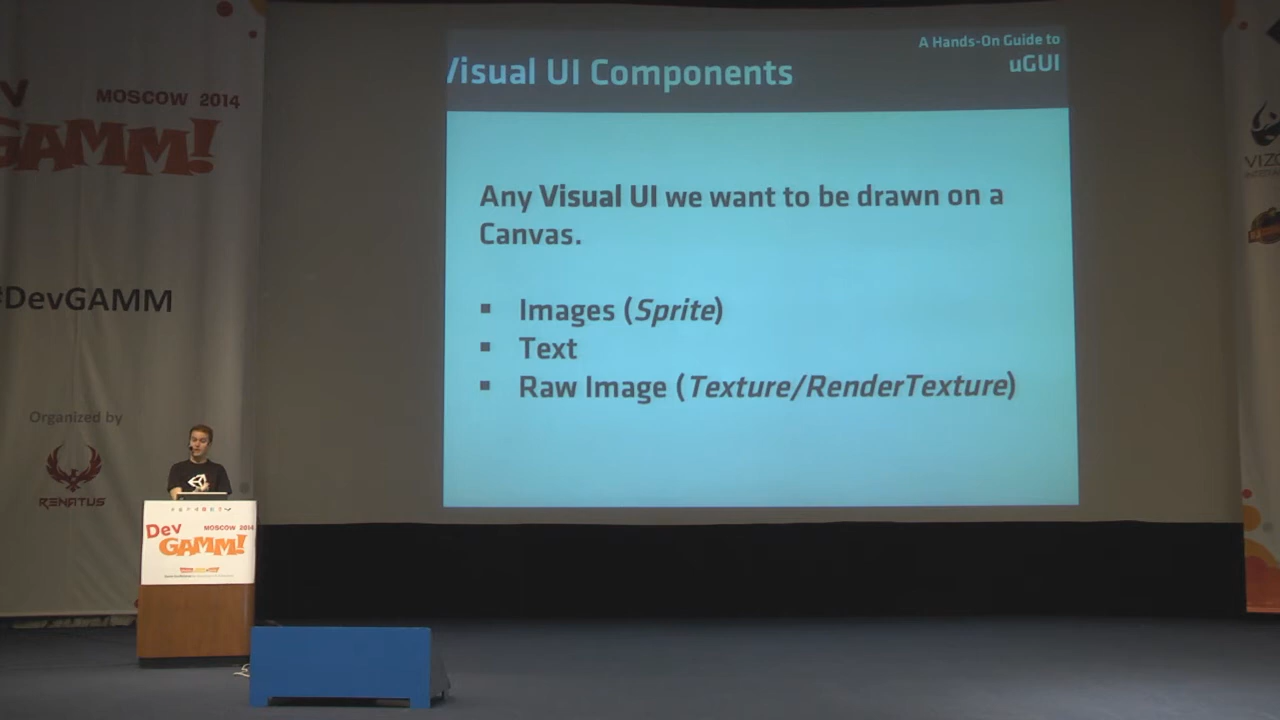 V
MOSCOW 2014
GAMM!
#DevGAMM
Organized by
RENATUS
Visual UI Components
A Hands-On Guide to
uGUI
Any Visual UI we want to be drawn on a
Canvas.
▪ Images (Sprite)
▪ Text
▪ Raw Image (Texture/RenderTexture)
Dev
MOSCOW 2014
GAMM!
VIZ